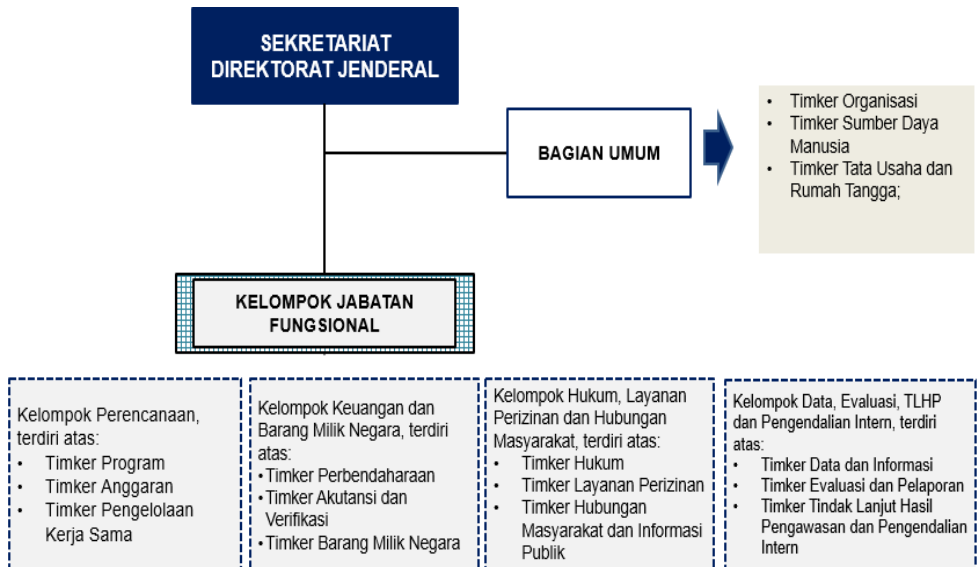 SEKRETARIAT
DIREKTORAT JENDERAL
BAGIAN UMUM
• Timker Organisasi
• Timker Sumber Daya
Manusia
• Timker Tata Usaha dan
Rumah Tangga;
KELOMPOK JABATAN
FUNGSIONAL
Kelompok Perencanaan,
terdiri atas:
• Timker Program
• Timker Anggaran
• Timker Pengelolaan
Kerja Sama
Kelompok Keuangan dan
Barang Milik Negara, terdiri
atas:
•Timker Perbendaharaan
•Timker Akutansi dan
Verifikasi
•Timker Barang Milik Negara
Kelompok Hukum, Layanan
Perizinan dan Hubungan
Masyarakat, terdiri atas:
• Timker Hukum
• Timker Layanan Perizinan
• Timker Hubungan
Masyarakat dan Informasi
Publik
Kelompok Data, Evaluasi, TLHP
dan Pengendalian Intern, terdiri
atas:
• Timker Data dan Informasi
• Timker Evaluasi dan Pelaporan
• Timker Tindak Lanjut Hasil
Pengawasan dan Pengendalian
Intern